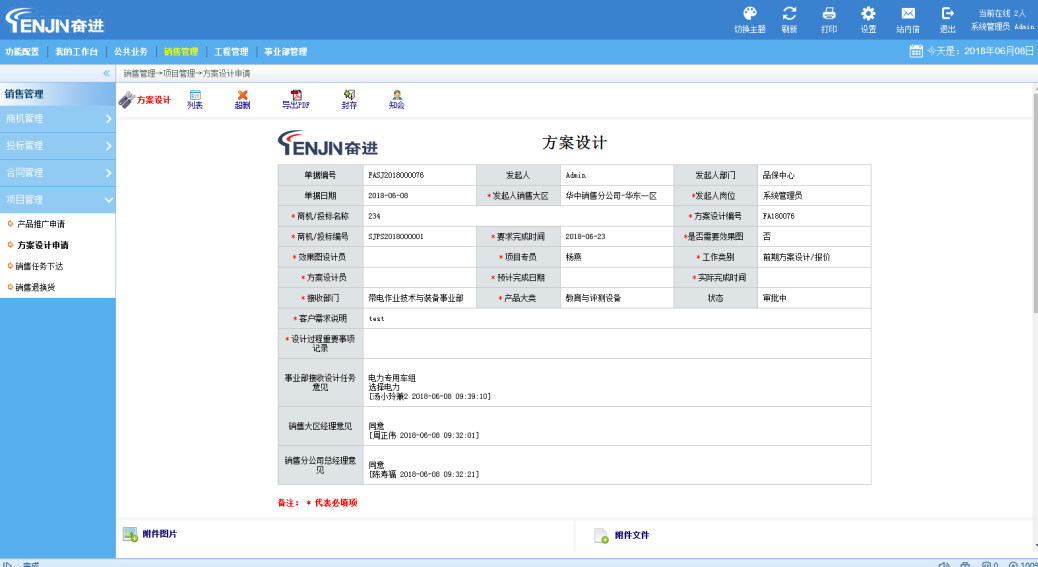 TENJIN奋进
切换主题 刷新 打印 设置 站内信 退出
当前在线 2人
系统管理员 Admin
功能配置 我的工作台 公共业务 销售管理 工程管理 事业部管理
今天是：2018年06月08日
销售管理→项目管理→方案设计申请
销售管理
商机管理
投标管理
合同管理
项目管理
产品推广申请
方案设计申请
销售任务下达
销售退换货
方案设计 列表 超删 导出PDF 封存 知会
TENJIN奋进
方案设计
单据编号 FASJ2018000076 发起人 Admin 发起人部门 品保中心
单据日期 2018-06-08 *发起人销售大区 华中销售分公司-华东一区 *发起人岗位 系统管理员
*商机/投标名称 234 *方案设计编号 FA180076
*商机/投标编号 SJPS2018000001 *要求完成时间 2018-06-23 *是否需要效果图 否
*效果图设计员 *项目专员 杨燕 *工作类别 前期方案设计/报价
*方案设计员 *预计完成日期 *实际完成时间
*接收部门 带电作业技术与装备事业部 *产品大类 教育与评测设备 状态 审批中
*客户需求说明 test
*设计过程重要事项
记录
事业部接收设计任务
意见
电力专用车组
选择电力
[汤小玲兼2 2018-06-08 09:39:10]
销售大区经理意见
同意
[周正伟 2018-06-08 09:32:01]
销售分公司总经理意
见
同意
[陈寿福 2018-06-08 09:32:21]
备注： * 代表必填项
附件图片 附件文件
完成 0 100%